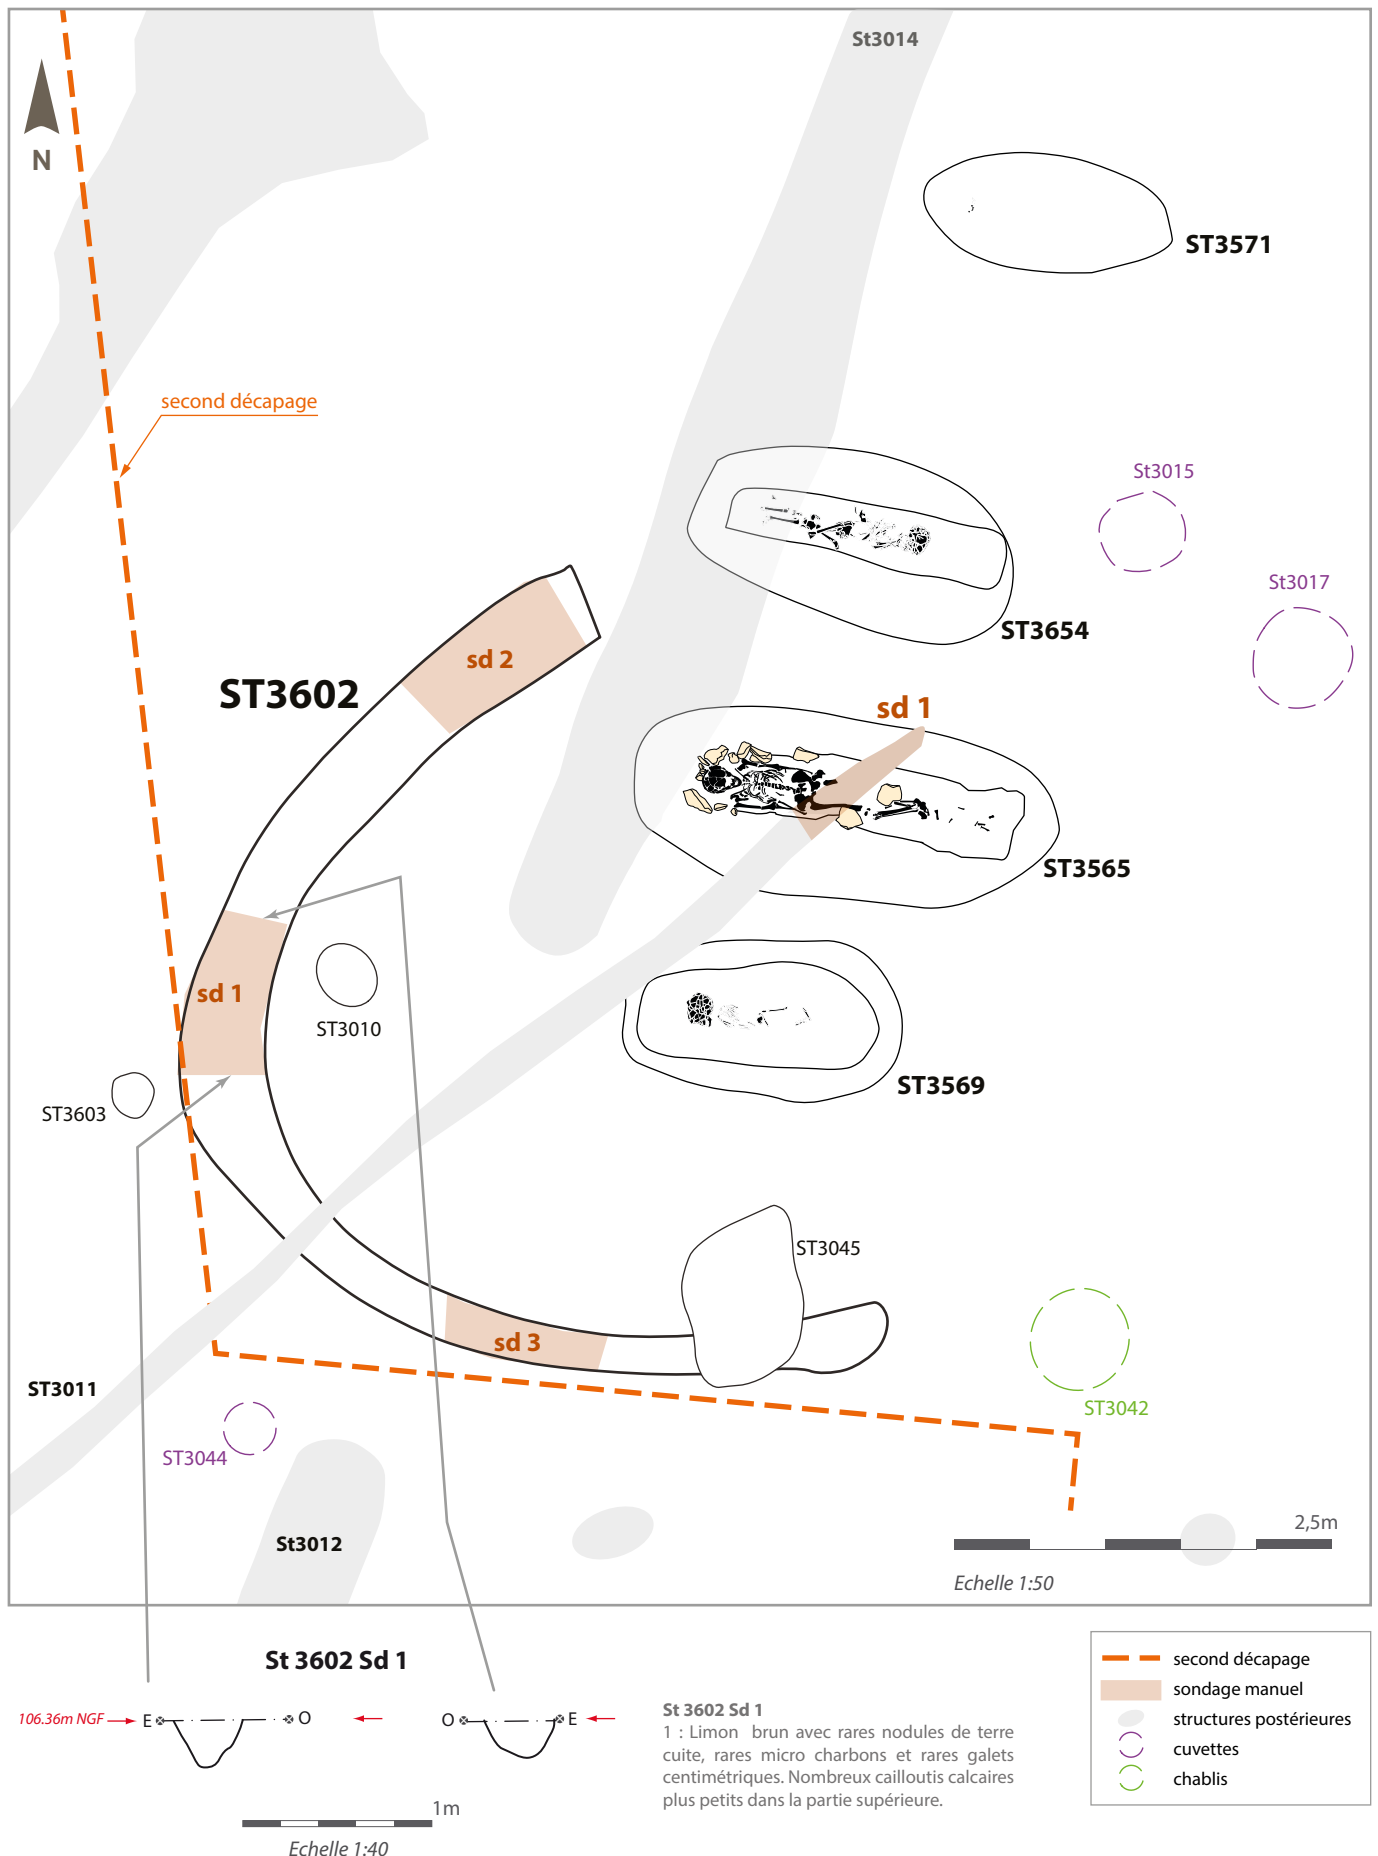 St3014
N
ST3571
second décapage
St3015
St3017
ST3654
sd 2
ST3602
sd 1
ST3565
sd 1
ST3010
ST3569
ST3603
ST3045
sd 3
ST3011
ST3042
ST3044
St3012
2,5m
Echelle 1:50
St 3602 Sd 1
106.36m NGF
E
O
O
E
1m
Echelle 1:40
St 3602 Sd 1
1 : Limon brun avec rares nodules de terre
cuite, rares micro charbons et rares galets
centimétriques. Nombreux cailloutis calcaires
plus petits dans la partie supérieure.
second décapage
sondage manuel
structures postérieures
cuvettes
chablis